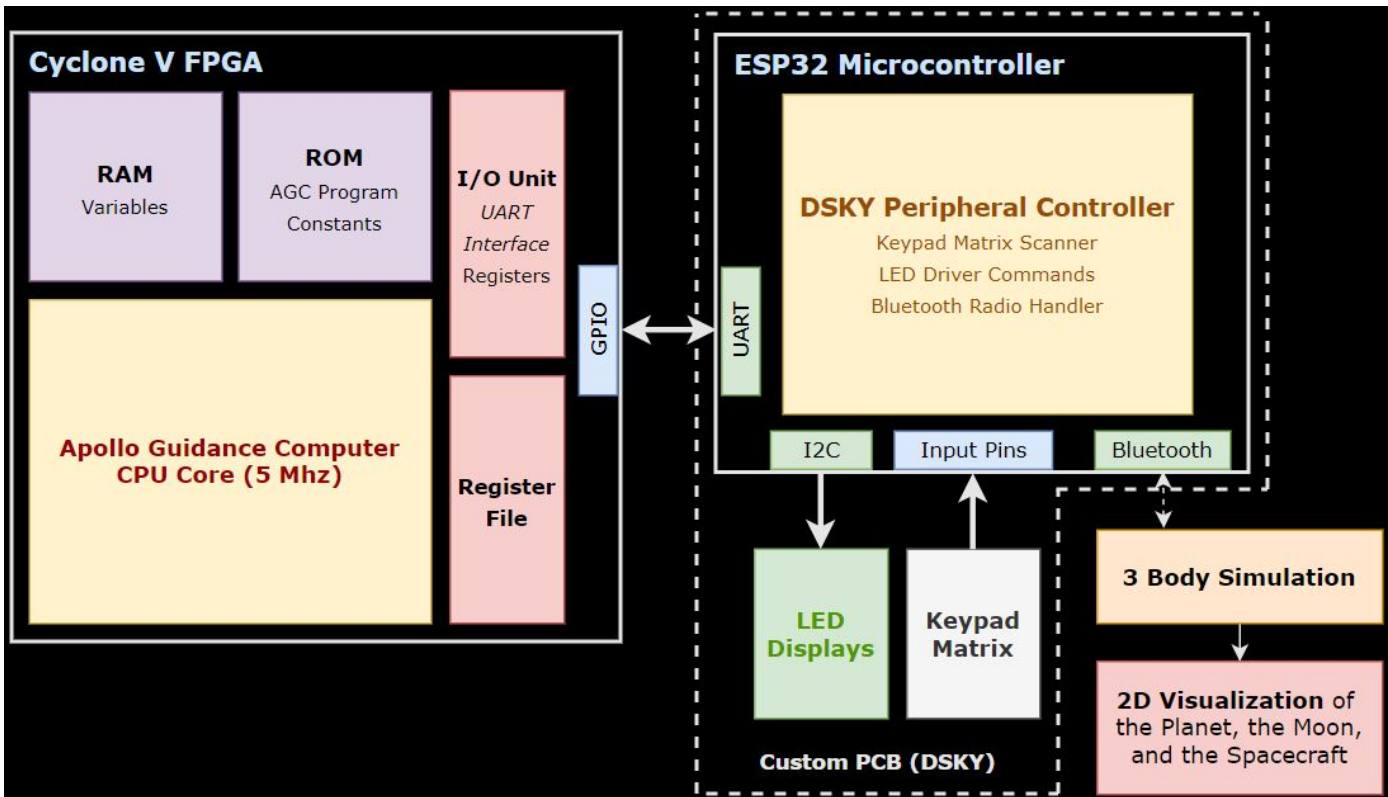 Cyclone V FPGA
RAM
Variables
ROM
AGC Program
Constants
I/O Unit
UART
Interface
Registers
GPIO
Apollo Guidance Computer
CPU Core (5 Mhz)
Register
File
ESP32 Microcontroller
DSKY Peripheral Controller
Keypad Matrix Scanner
LED Driver Commands
Bluetooth Radio Handler
UART
I2C
Input Pins
Bluetooth
LED
Displays
Keypad
Matrix
Custom PCB (DSKY)
3 Body Simulation
2D Visualization of
the Planet, the Moon,
and the Spacecraft